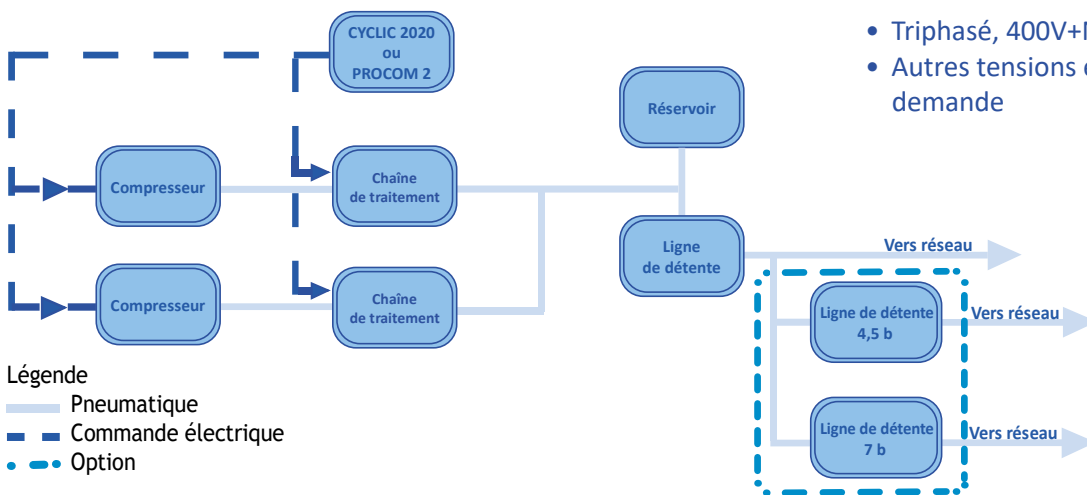 CYCLIC 2020
ou
PROCOM 2
• Triphasé, 400V+
• Autres tensions
demande
Réservoir
Compresseur
Chaîne
de traitement
Ligne
de détente
Vers réseau
Compresseur
Chaîne
de traitement
Ligne de détente
4,5 b
Vers réseau
Ligne de détente
7 b
Vers réseau
Légende
Pneumatique
Commande électrique
Option